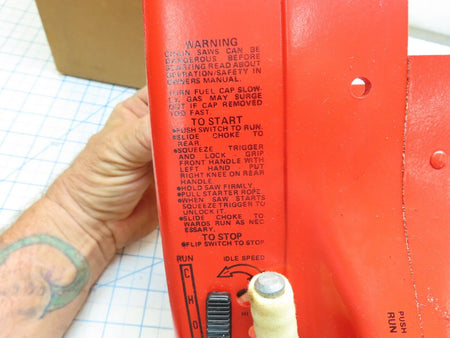 WARNING
CHAIN SAWS CAN BE
DANGEROUS BEFORE
STARTING READ ABOUT
OPERATION/SAFETY IN
OWNERS MANUAL.
TURN FUEL CAP SLOW-
LY. GAS MAY SURGE
OUT IF CAP REMOVED
TOO FAST
TO START
●PUSH SWITCH TO RUN.
●SLIDE CHOKE TO
REAR
●SQUEEZE TRIGGER
AND LOCK GRIP
FRONT HANDLE WITH
LEFT HAND PUT
RIGHT KNEE ON REAR
HANDLE
●HOLD SAW FIRMLY.
●PULL STARTER ROPE.
●WHEN SAW STARTS
SQUEEZE TRIGGER TO
UNLOCK IT.
●SLIDE CHOKE TO
WARDS RUN AS NEC
ESSARY.
TO STOP
●FLIP SWITCH TO STOP
RUN
IDLE SPEED
C
H
O
HI
PUSH
RUN